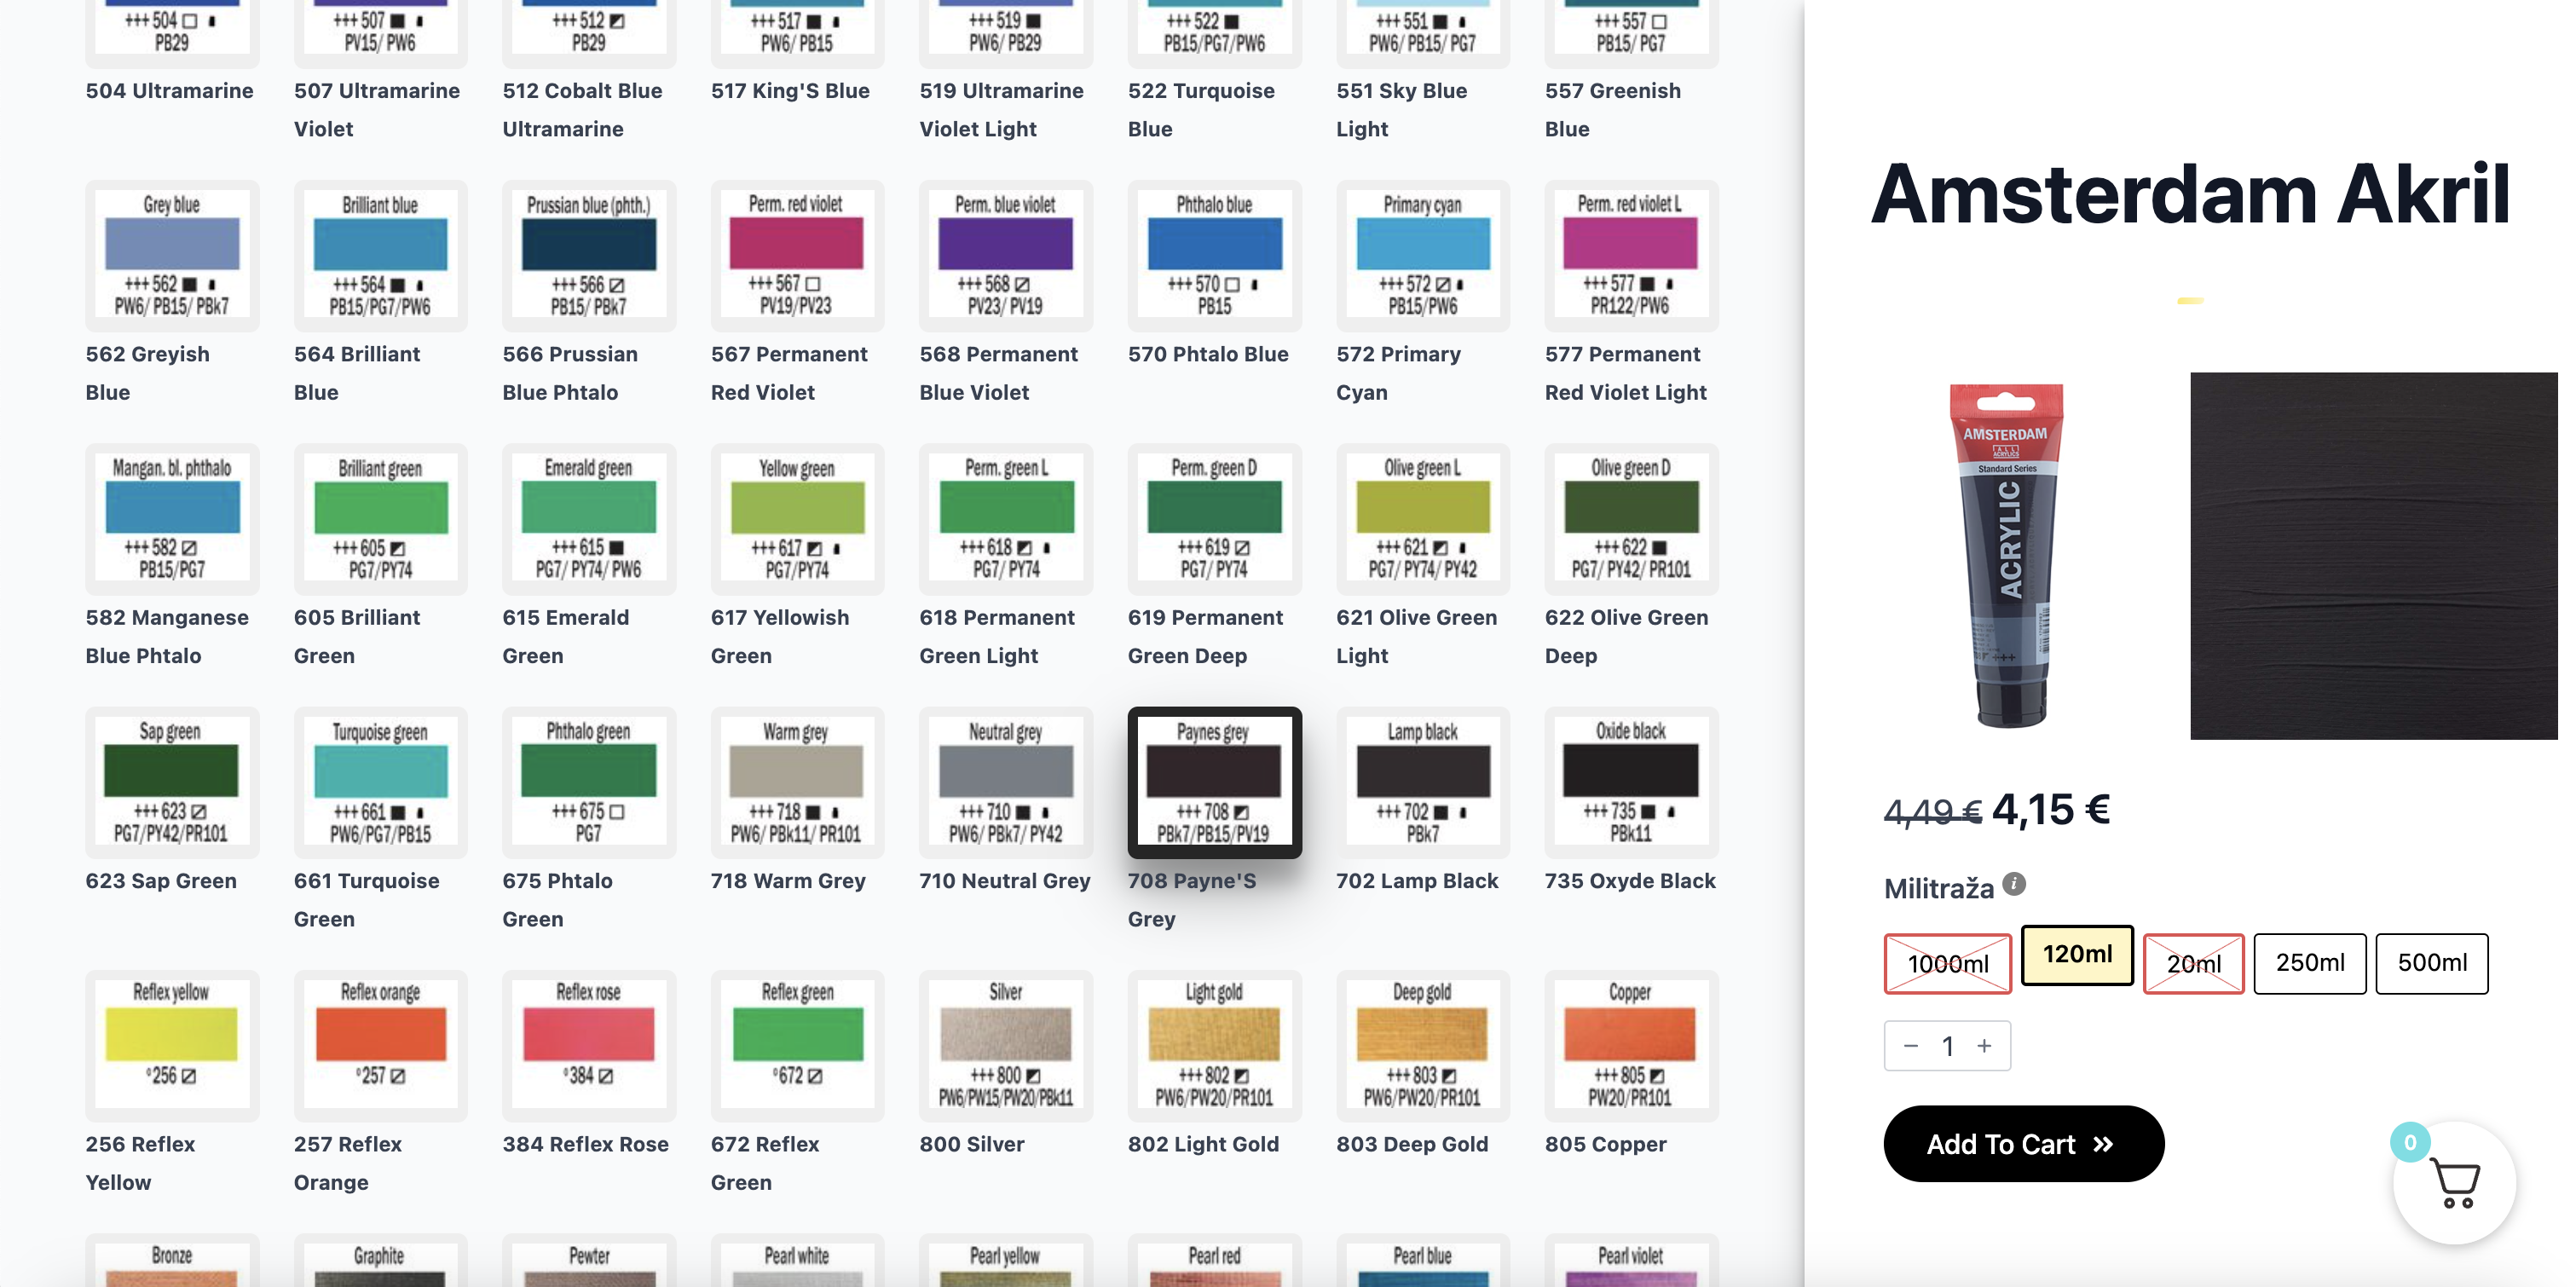 +++ 504
PB29
+++ 507
PV15/ PW6
+++ 512
PB29
+++ 517
PW6/ PB15
+++ 519
PW6/ PB29
+++ 522
PB15/PG7/PW6
+++ 551
PW6/ PB15/ PG7
+++ 557
PB15/ PG7
504 Ultramarine
507 Ultramarine
Violet
512 Cobalt Blue
Ultramarine
517 King'S Blue
519 Ultramarine
Violet Light
522 Turquoise
Blue
551 Sky Blue
Light
557 Greenish
Blue
Grey blue
+++ 562
PW6/ PB15/ PBk7
Brilliant blue
+++ 564
PB15/PG7/PW6
Prussian blue (phth.)
+++ 566
PB15/ PBk7
Perm. red violet
+++ 567
PV19/PV23
Perm. blue violet
+++ 568
PV23/ PV19
Phthalo blue
+++ 570
PB15
Primary cyan
+++ 572
PB15/PW6
Perm. red violet L
+++ 577
PR122/PW6
562 Greyish
Blue
564 Brilliant
Blue
566 Prussian
Blue Phtalo
567 Permanent
Red Violet
568 Permanent
Blue Violet
570 Phtalo Blue
572 Primary
Cyan
577 Permanent
Red Violet Light
Mangan. bl. phthalo
+++ 582
PB15/PG7
Brilliant green
+++ 605
PG7/PY74
Emerald green
+++ 615
PG7/ PY74/ PW6
Yellow green
+++ 617
PG7/PY74
Perm. green L
+++ 618
PG7/ PY74
Perm. green D
+++ 619
PG7/ PY74
Olive green L
+++ 621
PG7/ PY74/ PY42
Olive green D
+++ 622
PG7/ PY42/ PR101
582 Manganese
Blue Phtalo
605 Brilliant
Green
615 Emerald
Green
617 Yellowish
Green
618 Permanent
Green Light
619 Permanent
Green Deep
621 Olive Green
Light
622 Olive Green
Deep
Sap green
+++ 623
PG7/PY42/PR101
Turquoise green
+++ 661
PW6/PG7/PB15
Phthalo green
+++ 675
PG7
Warm grey
+++ 718
PW6/ PBk11/ PR101
Neutral grey
+++ 710
PW6/ PBk7/ PY42
Paynes grey
+++ 708
PBk7/PB15/PV19
Lamp black
+++ 702
PBk7
Oxide black
+++ 735
PBk11
623 Sap Green
661 Turquoise
Green
675 Phtalo
Green
718 Warm Grey
710 Neutral Grey
708 Payne'S
Grey
702 Lamp Black
735 Oxyde Black
Reflex yellow
°256
Reflex orange
°257
Reflex rose
°384
Reflex green
°672
Silver
+++ 800
PW6/PW15/PW20/PBk11
Light gold
+++ 802
PW6/PW20/PR101
Deep gold
+++ 803
PW6/PW20/PR101
Copper
+++ 805
PW20/PR101
256 Reflex
Yellow
257 Reflex
Orange
384 Reflex Rose
672 Reflex
Green
800 Silver
802 Light Gold
803 Deep Gold
805 Copper
Bronze
Graphite
Pewter
Pearl white
Pearl yellow
Pearl red
Pearl blue
Pearl violet
Amsterdam Akril
AMSTERDAM
ALL
ACRYLICS
Standard Series
ACRYLIC
+++
4,49 € 4,15 €
Militraža i
1000ml
120ml
20ml
250ml
500ml
− 1 +
Add To Cart »
0